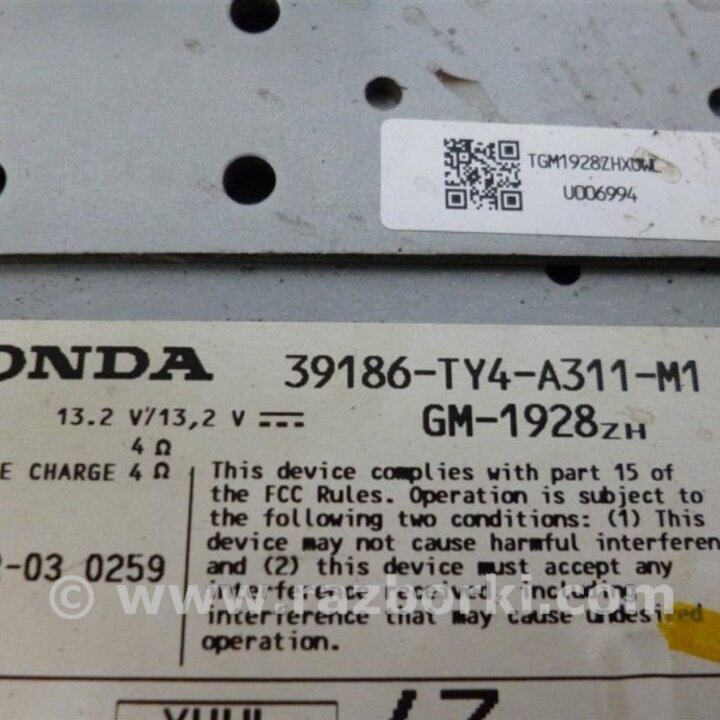 TGM1928ZHXUWL
U006994
ONDA 39186-TY4-A311-M1
13.2 V/13,2 V GM-1928ZH
4 Ω
E CHARGE 4 Ω
This device complies with part 15 of
the FCC Rules. Operation is subject to
the following two conditions: (1) This
device may not cause harmful interferen
-03 0259
and (2) this device must accept any
interference received, including
interference that may cause undesired
operation.
© www.razborki.com